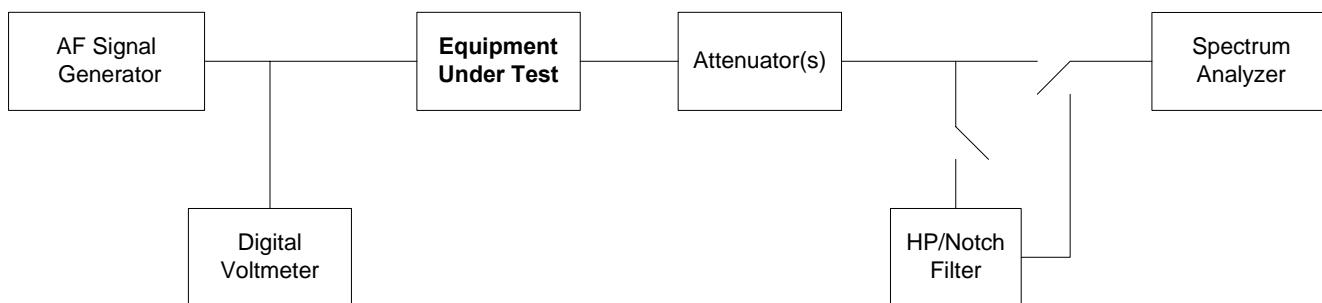 AF Signal
Generator
Equipment
Under Test
Attenuator(s)
Spectrum
Analyzer
Digital
Voltmeter
HP/Notch
Filter